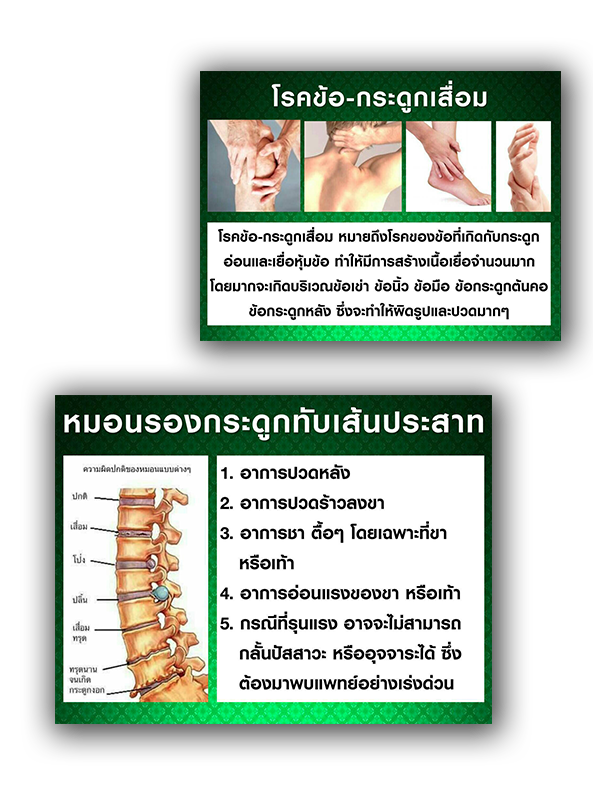 โรคข้อ-กระดูกเสื่อม
โรคข้อ-กระดูกเสื่อม หมายถึงโรคของข้อที่เกิดกับกระดูก
อ่อนและเยื่อหุ้มข้อ ทำให้มีการสร้างเนื้อเยื่อจำนวนมาก
โดยมากจะเกิดบริเวณข้อเข่า ข้อนิ้ว ข้อมือ ข้อกระดูกต้นคอ
ข้อกระดูกหลัง ซึ่งจะทำให้ผิดรูปและปวดมากๆ
หมอนรองกระดูกทับเส้นประสาท
ความผิดปกติของหมอนแบบต่างๆ
ปกติ
เสื่อม
โป่ง
ปลิ้น
เสื่อม
ทรุด
ทรุดนาน
จนเกิด
กระดูกงอก
1. อาการปวดหลัง
2. อาการปวดร้าวลงขา
3. อาการชา ตื้อๆ โดยเฉพาะที่ขา
หรือเท้า
4. อาการอ่อนแรงของขา หรือเท้า
5. กรณีที่รุนแรง อาจจะไม่สามารถ
กลั้นปัสสาวะ หรืออุจจาระได้ ซึ่ง
ต้องมาพบแพทย์อย่างเร่งด่วน